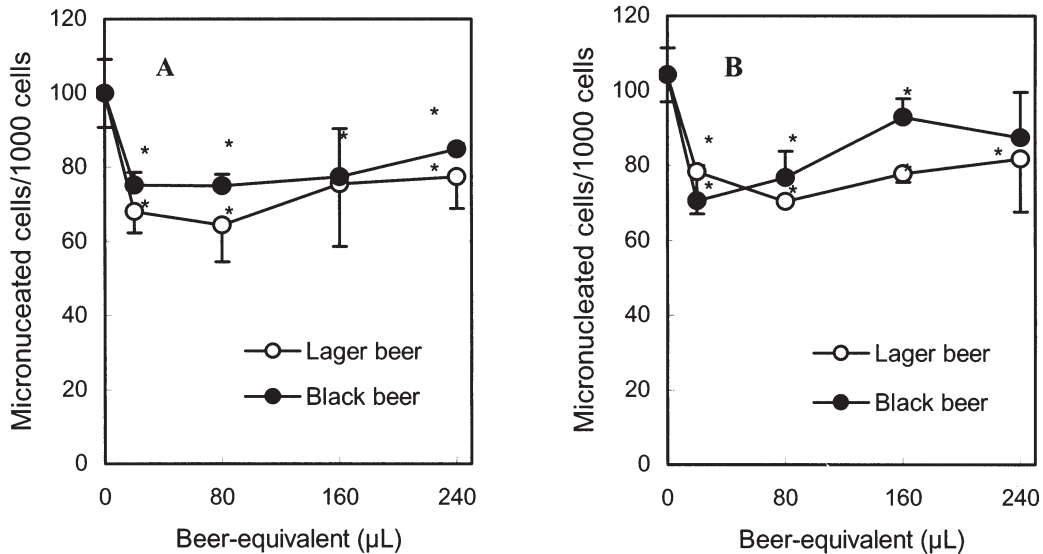 A
Micronuceated cells/1000 cells
120
100
80
60
40
20
0
*
*
*
*
*
*
*
Lager beer
Black beer
0 80 160 240
Beer-equivalent (µL)
B
Micronucleated cells/1000 cells
120
100
80
60
40
20
0
*
*
*
*
*
*
*
Lager beer
Black beer
0 80 160 240
Beer-equivalent (µL)